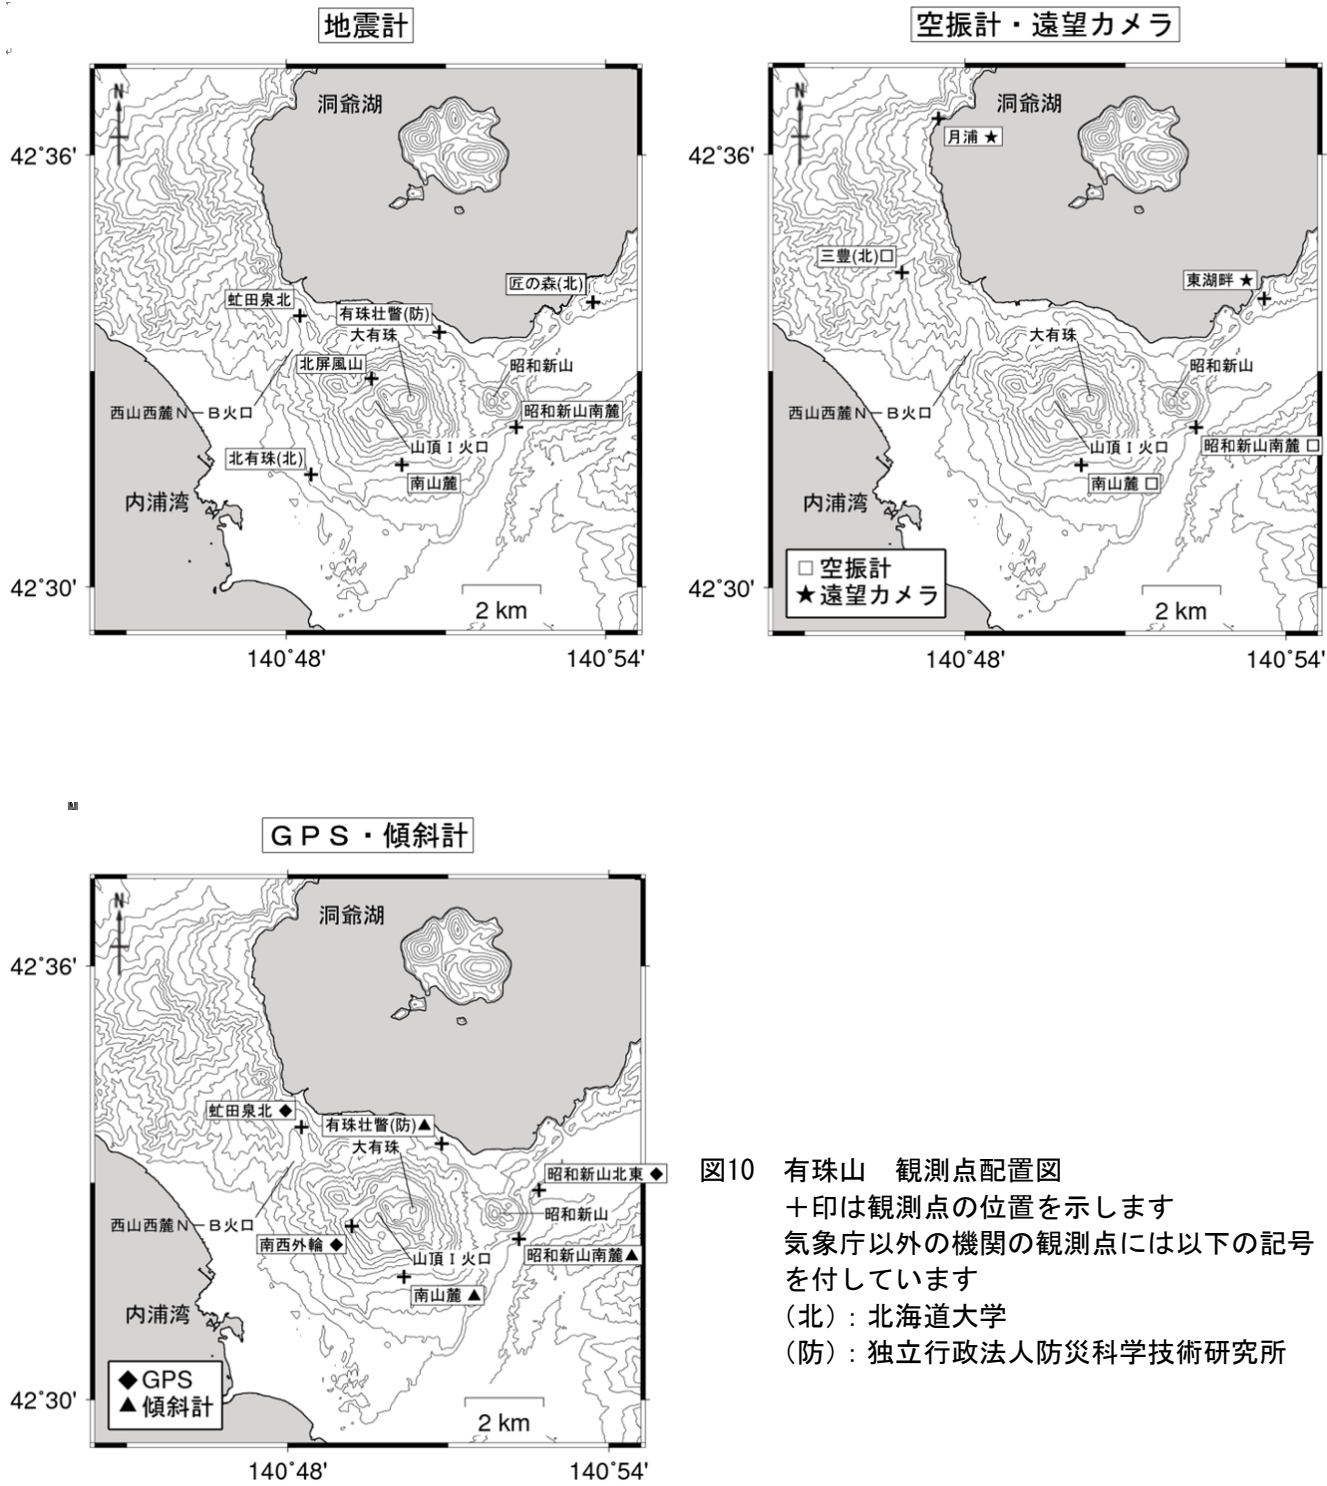 地震計
N
洞爺湖
42°36'
匠の森(北)
虻田泉北
有珠壮瞥(防)
大有珠
北屏風山
昭和新山
西山西麓N-B火口
昭和新山南麓
山頂Ⅰ火口
北有珠(北)
南山麓
内浦湾
42°30'
2 km
140°48'
140°54'
空振計・遠望カメラ
N
洞爺湖
月浦 ★
42°36'
三豊(北)□
東湖畔 ★
大有珠
昭和新山
西山西麓N-B火口
山頂Ⅰ火口
昭和新山南麓 □
南山麓 □
内浦湾
□ 空振計
★遠望カメラ
42°30'
2 km
140°48'
140°54'
GPS・傾斜計
N
洞爺湖
42°36'
虻田泉北 ◆
有珠壮瞥(防)▲
大有珠
昭和新山北東 ◆
西山西麓N-B火口
昭和新山
南西外輪 ◆
山頂Ⅰ火口
昭和新山南麓▲
南山麓 ▲
内浦湾
◆GPS
▲傾斜計
42°30'
2 km
140°48'
140°54'
図10 有珠山 観測点配置図
+印は観測点の位置を示します
気象庁以外の機関の観測点には以下の記号
を付しています
(北):北海道大学
(防):独立行政法人防災科学技術研究所